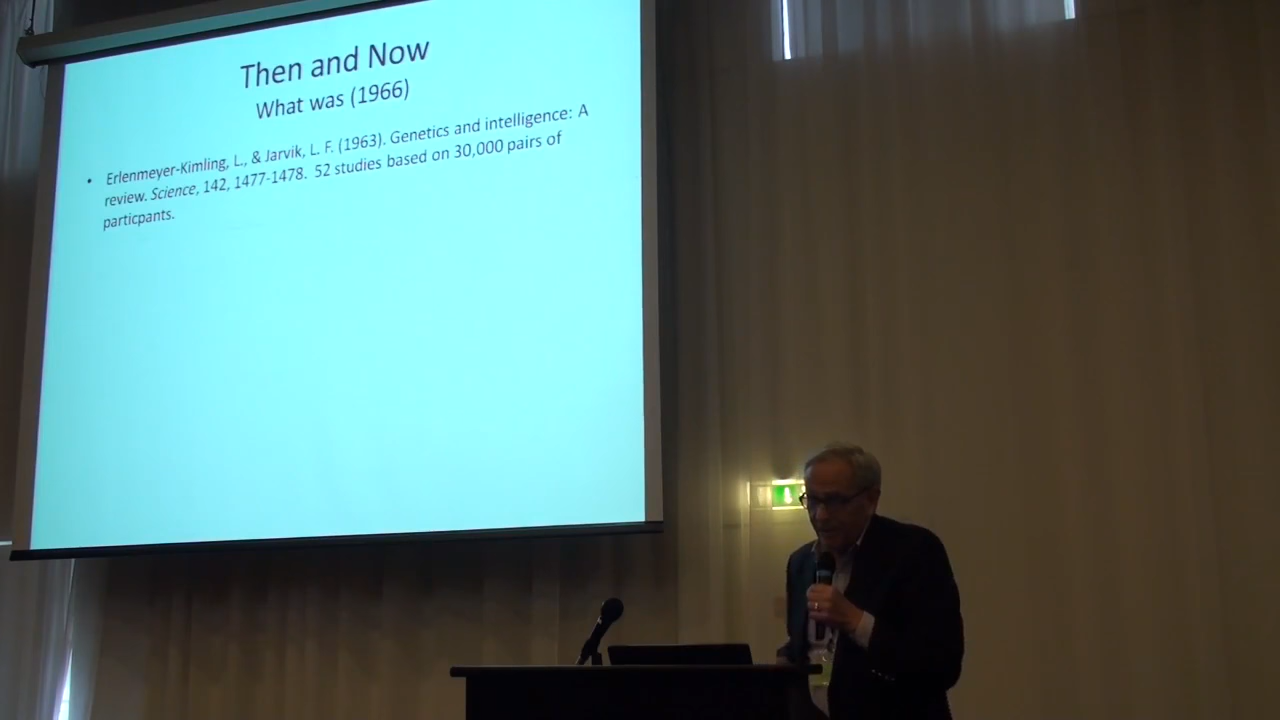 Then and Now
What was (1966)
• Erlenmeyer-Kimling, L., & Jarvik, L. F. (1963). Genetics and intelligence: A
review. Science, 142, 1477-1478. 52 studies based on 30,000 pairs of
particpants.